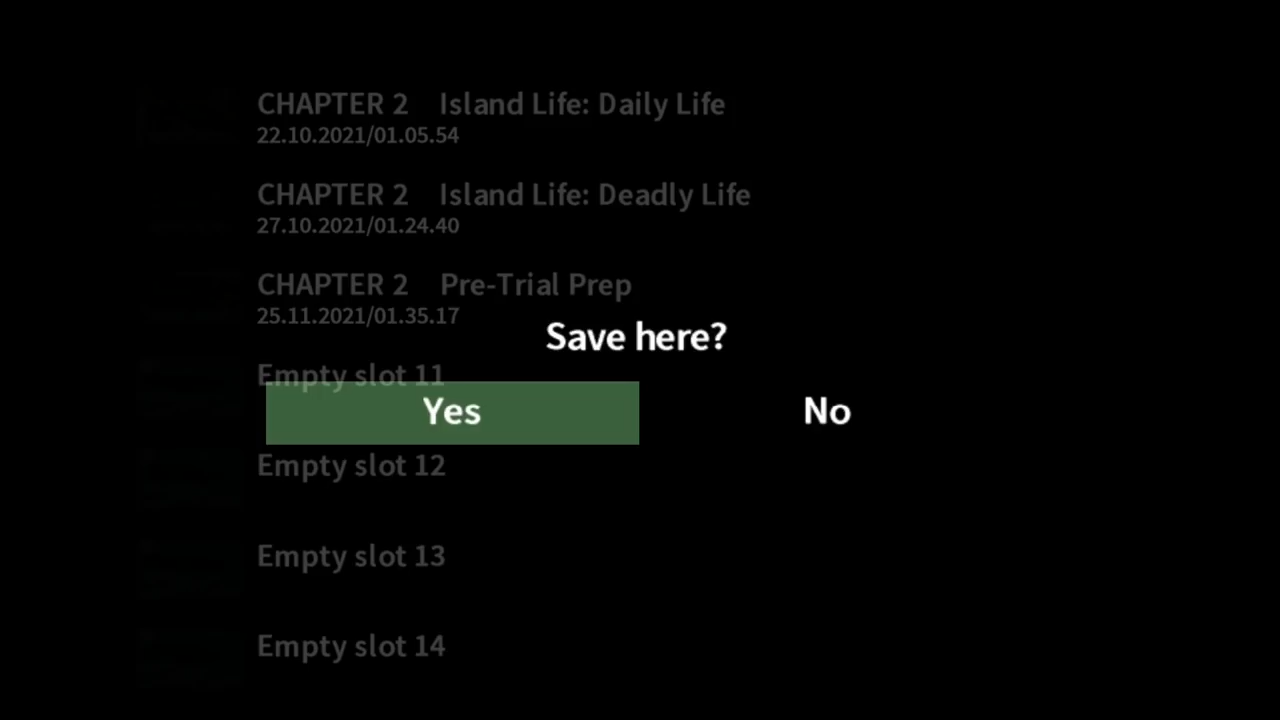 CHAPTER 2 Island Life: Daily Life
22.10.2021/01.05.54
CHAPTER 2 Island Life: Deadly Life
27.10.2021/01.24.40
CHAPTER 2 Pre-Trial Prep
25.11.2021/01.35.17
Save here?
Empty slot 11
Yes No
Empty slot 12
Empty slot 13
Empty slot 14